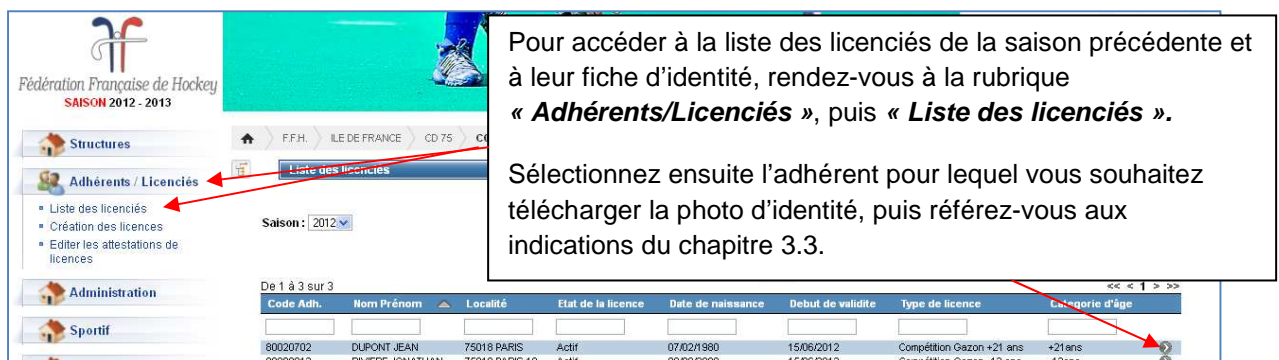 Fédération Française de Hockey
SAISON 2012 - 2013
Pour accéder à la liste des licenciés de la saison précédente et
à leur fiche d'identité, rendez-vous à la rubrique
« Adhérents/Licenciés », puis « Liste des licenciés ».
Sélectionnez ensuite l'adhérent pour lequel vous souhaitez
télécharger la photo d'identité, puis référez-vous aux
indications du chapitre 3.3.
Structures
Adhérents / Licenciés
Liste des licenciés
Création des licences
Editer les attestations de
licences
Administration
Sportif
F.F.H. ILE DE FRANCE CD 75
Liste des licenciés
Saison : 2012
De 1 à 3 sur 3
<< < 1 > >>
Code Adh. Nom Prénom Localité Etat de la licence Date de naissance Debut de validite Type de licence Catégorie d'âge
80020702 DUPONT JEAN 75018 PARIS Actif 07/02/1980 15/06/2012 Compétition Gazon +21 ans +21ans